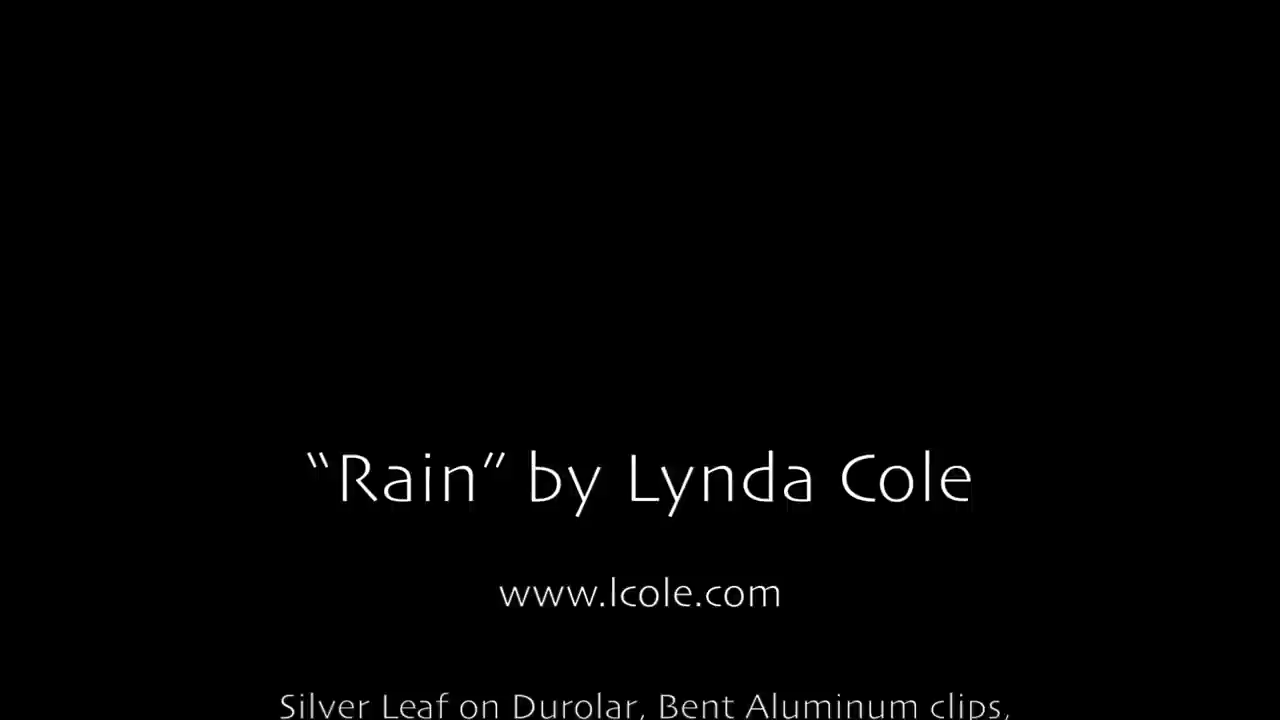 “Rain” by Lynda Cole
www.lcole.com
Silver Leaf on Durolar, Bent Aluminum clips,